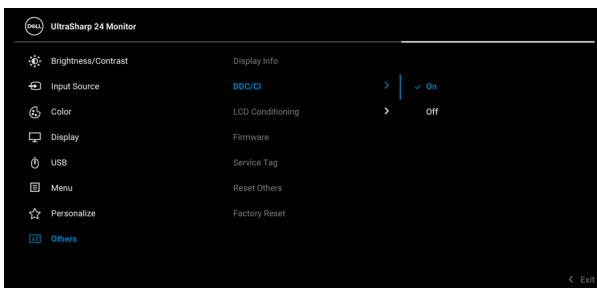 DELL UltraSharp 24 Monitor
Brightness/Contrast Display Info
Input Source DDC/CI On
Color LCD Conditioning Off
Display Firmware
USB Service Tag
Menu Reset Others
Personalize Factory Reset
Others
Exit